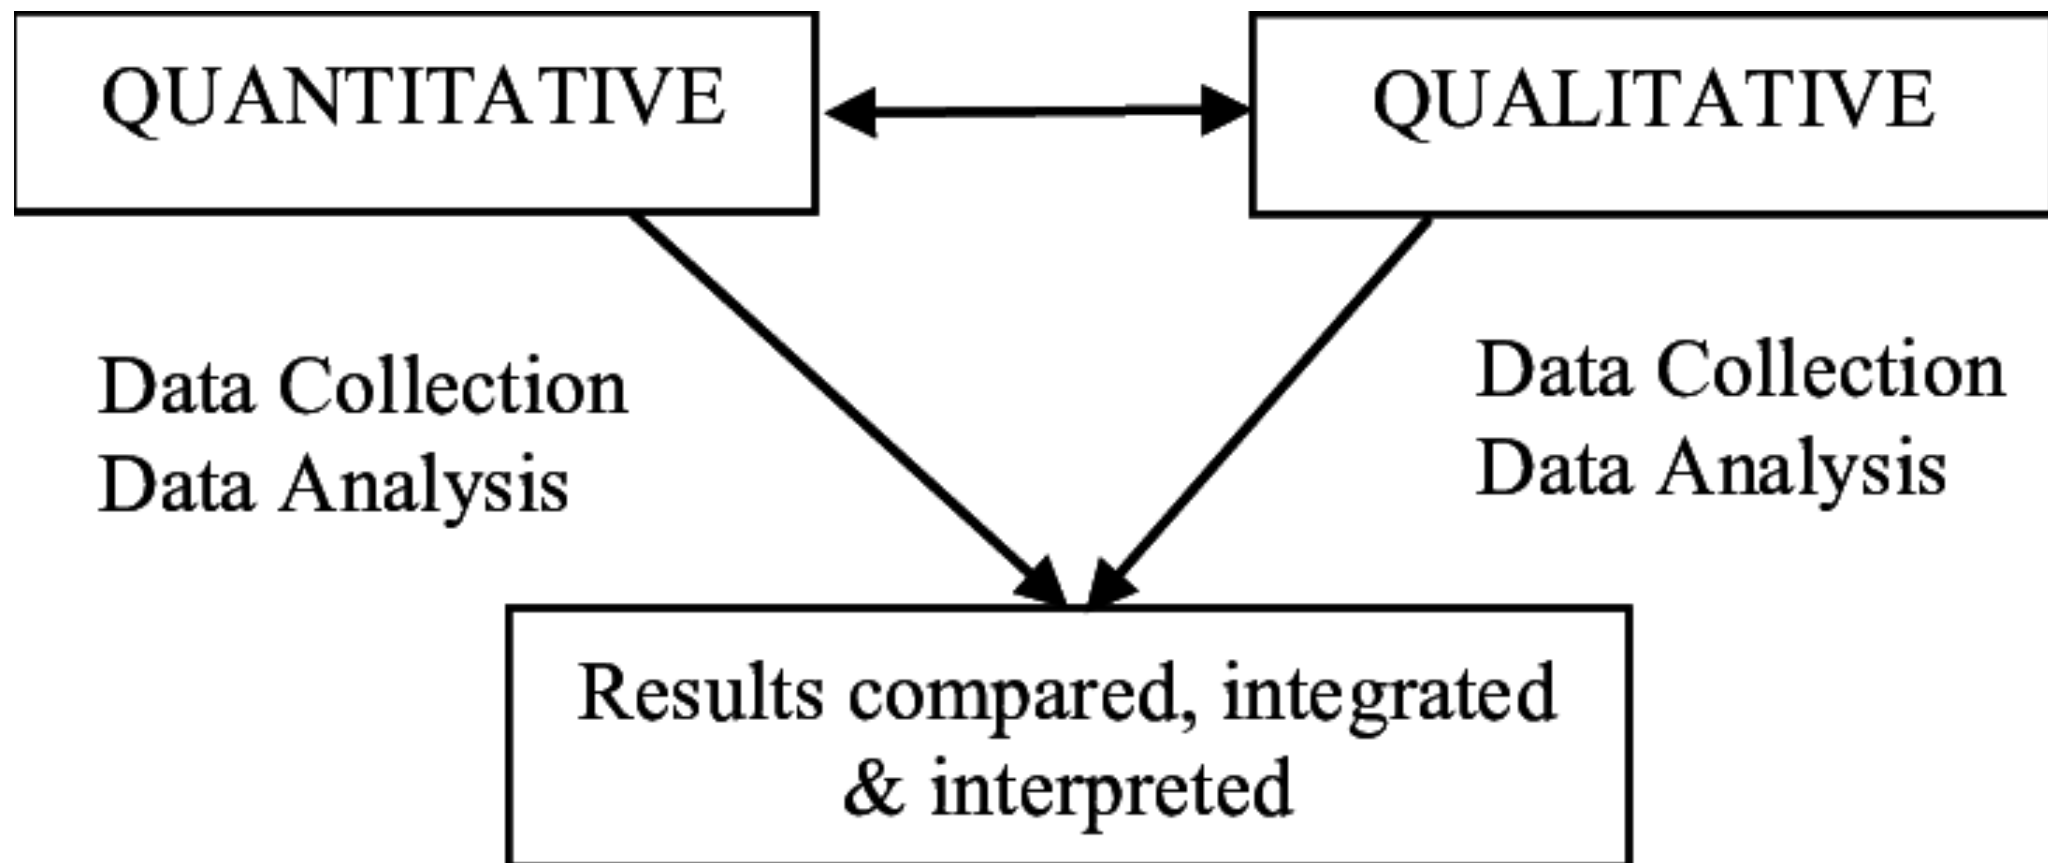 QUANTITATIVE
QUALITATIVE
Data Collection
Data Analysis
Data Collection
Data Analysis
Results compared, integrated
& interpreted